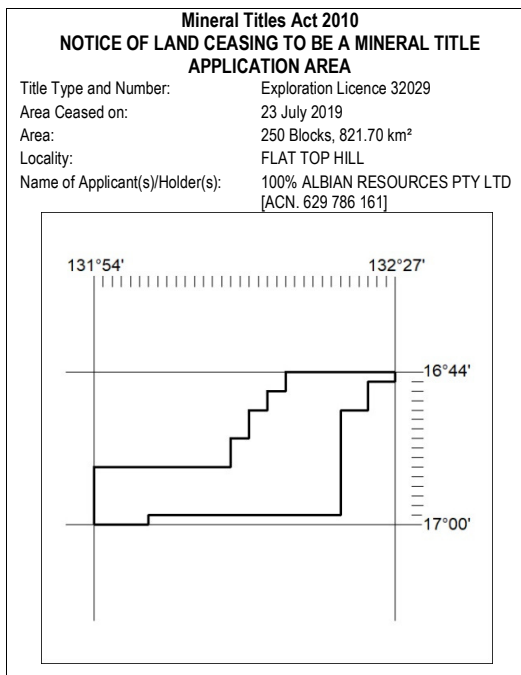 Mineral Titles Act 2010
NOTICE OF LAND CEASING TO BE A MINERAL TITLE
APPLICATION AREA
Title Type and Number: Exploration Licence 32029
Area Ceased on: 23 July 2019
Area: 250 Blocks, 821.70 km²
Locality: FLAT TOP HILL
Name of Applicant(s)/Holder(s): 100% ALBIAN RESOURCES PTY LTD
[ACN. 629 786 161]
131°54' 132°27'
16°44'
17°00'